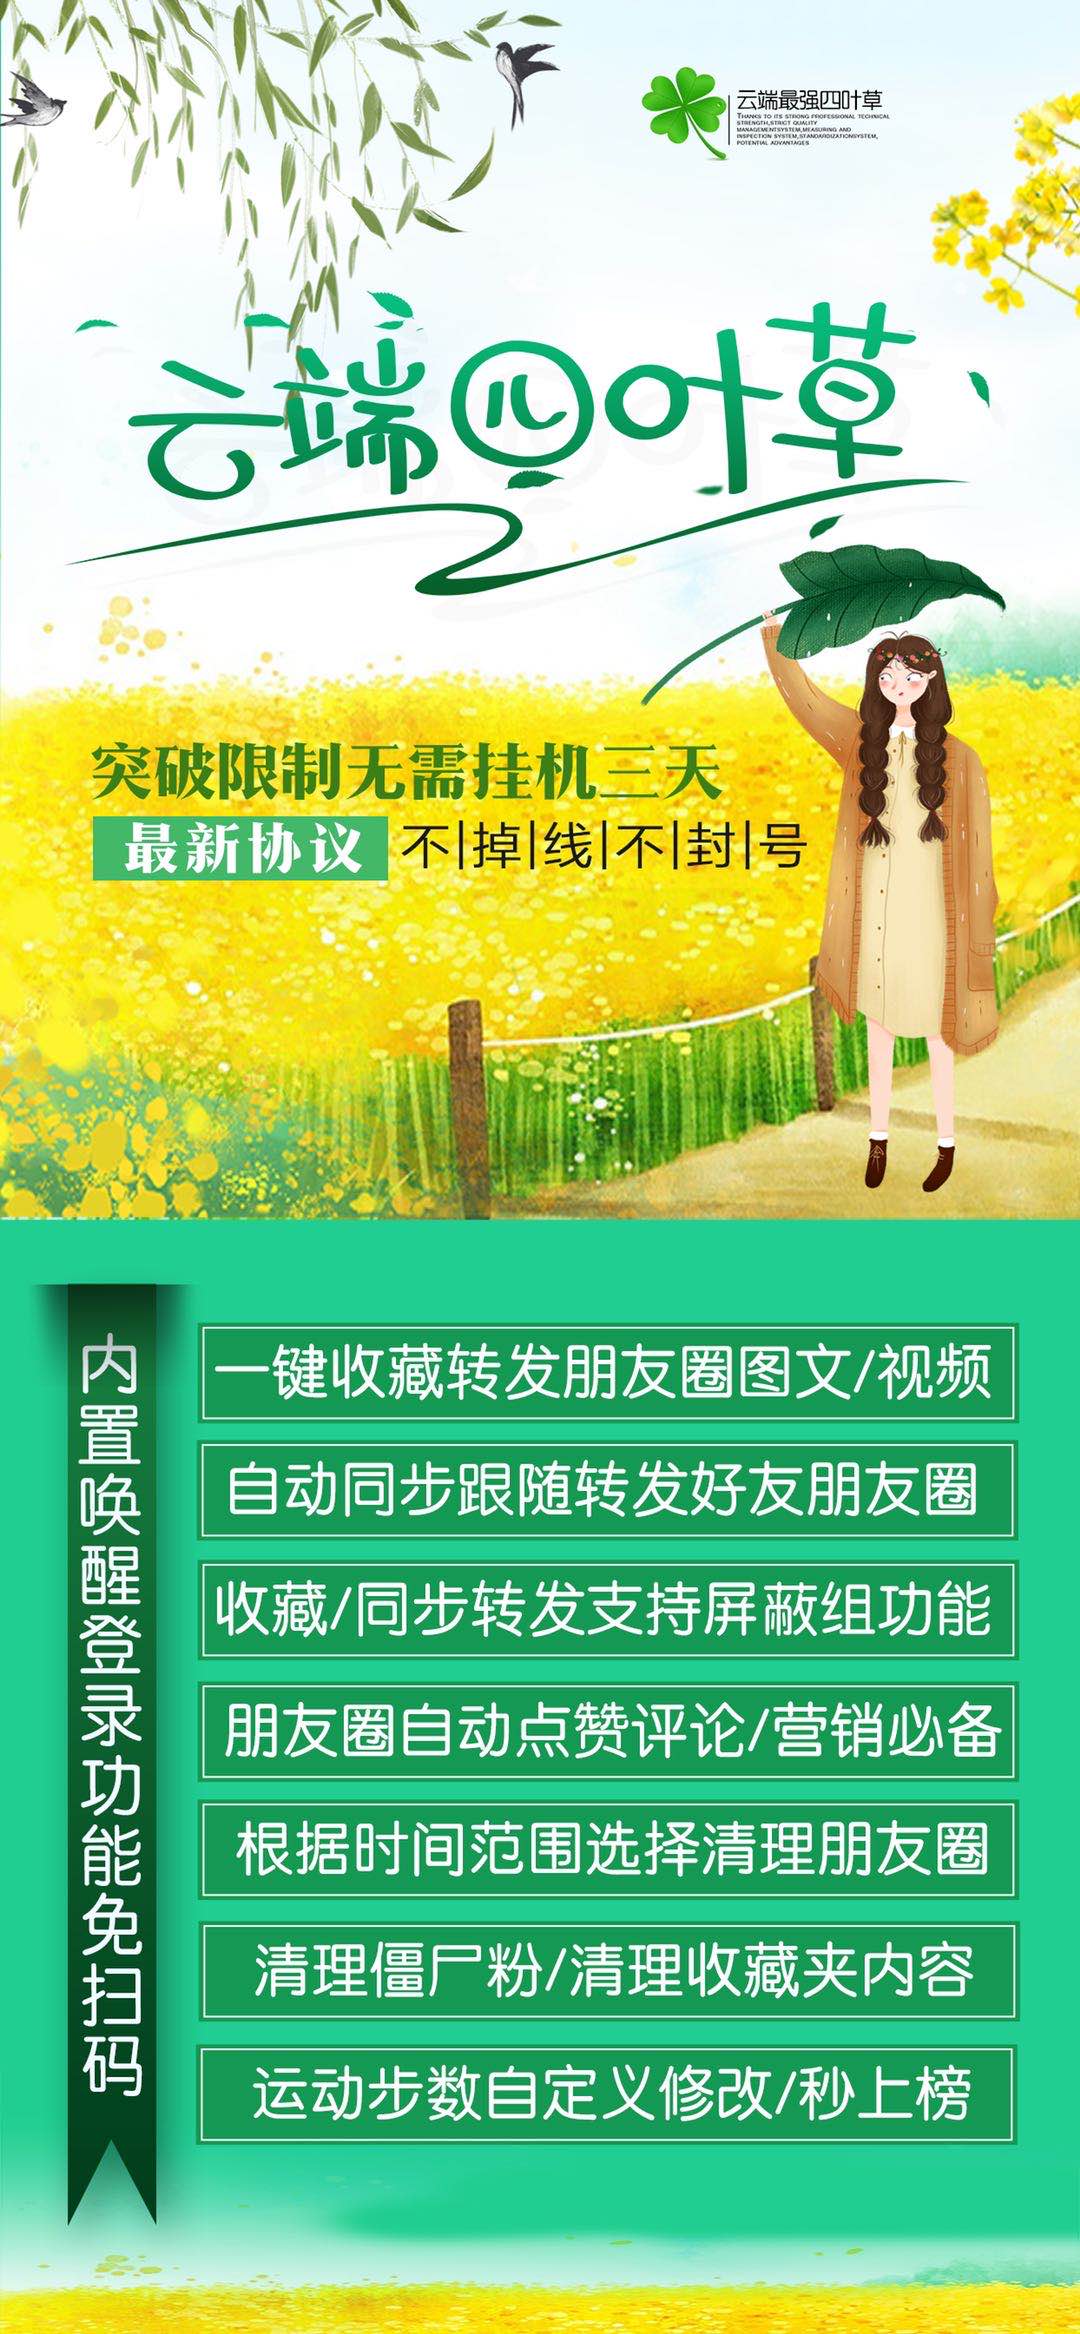 云端最强四叶草
THANKS TO ITS STRONG PROFESSIONAL TECHNICAL
STRENGTH,STRICT QUALITY
MANAGEMENTSYSTEM,MEASURING AND
INSPECTION SYSTEM,STANDARDIZATIONSYSTEM,
POTENTIAL ADVANTAGES
云端四叶草
突破限制无需挂机三天
最新协议 不|掉|线|不|封|号
内置唤醒登录功能免扫码
一键收藏转发朋友圈图文/视频
自动同步跟随转发好友朋友圈
收藏/同步转发支持屏蔽组功能
朋友圈自动点赞评论/营销必备
根据时间范围选择清理朋友圈
清理僵尸粉/清理收藏夹内容
运动步数自定义修改/秒上榜